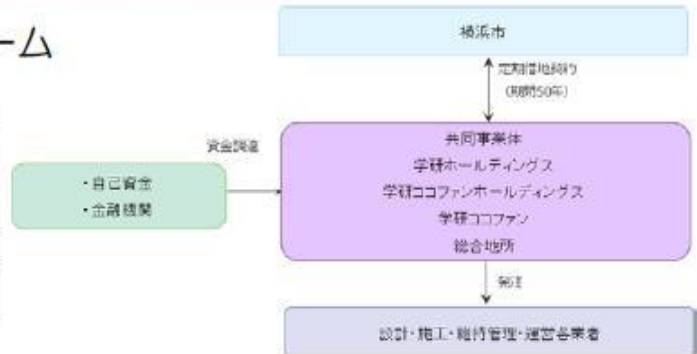 ーム
横浜市
定期借地契約
(期間50年)
資金調達
・自己資金
・金融機関
共同事業体
学研ホールディングス
学研ココファンホールディングス
学研ココファン
総合地所
発注
設計・施工・維持管理・運営各業者